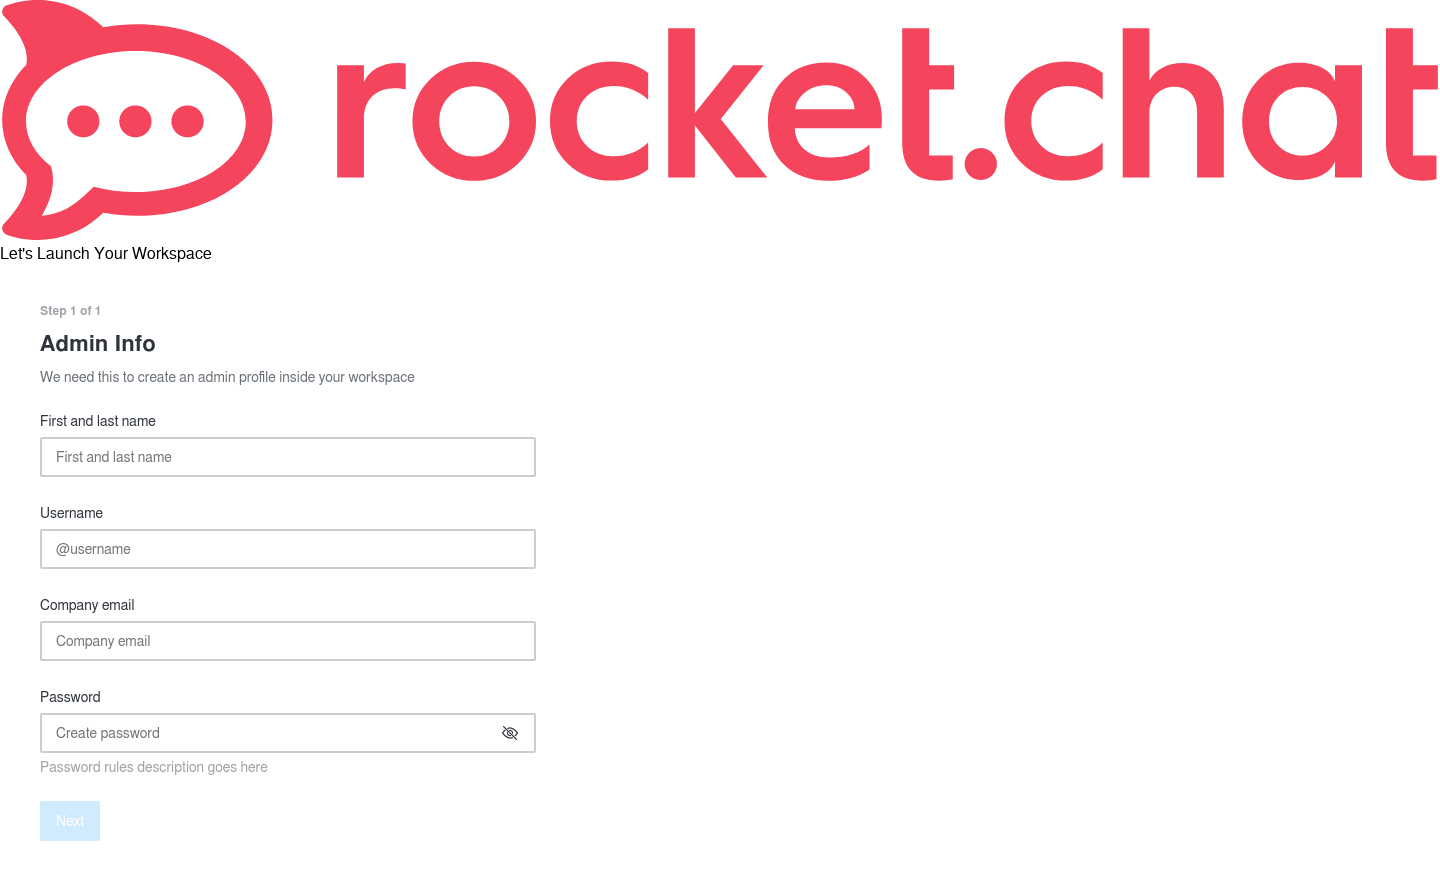 rocket.chat
Let's Launch Your Workspace
Step 1 of 1
Admin Info
We need this to create an admin profile inside your workspace
First and last name
First and last name
Username
@username
Company email
Company email
Password
Create password
Password rules description goes here
Next